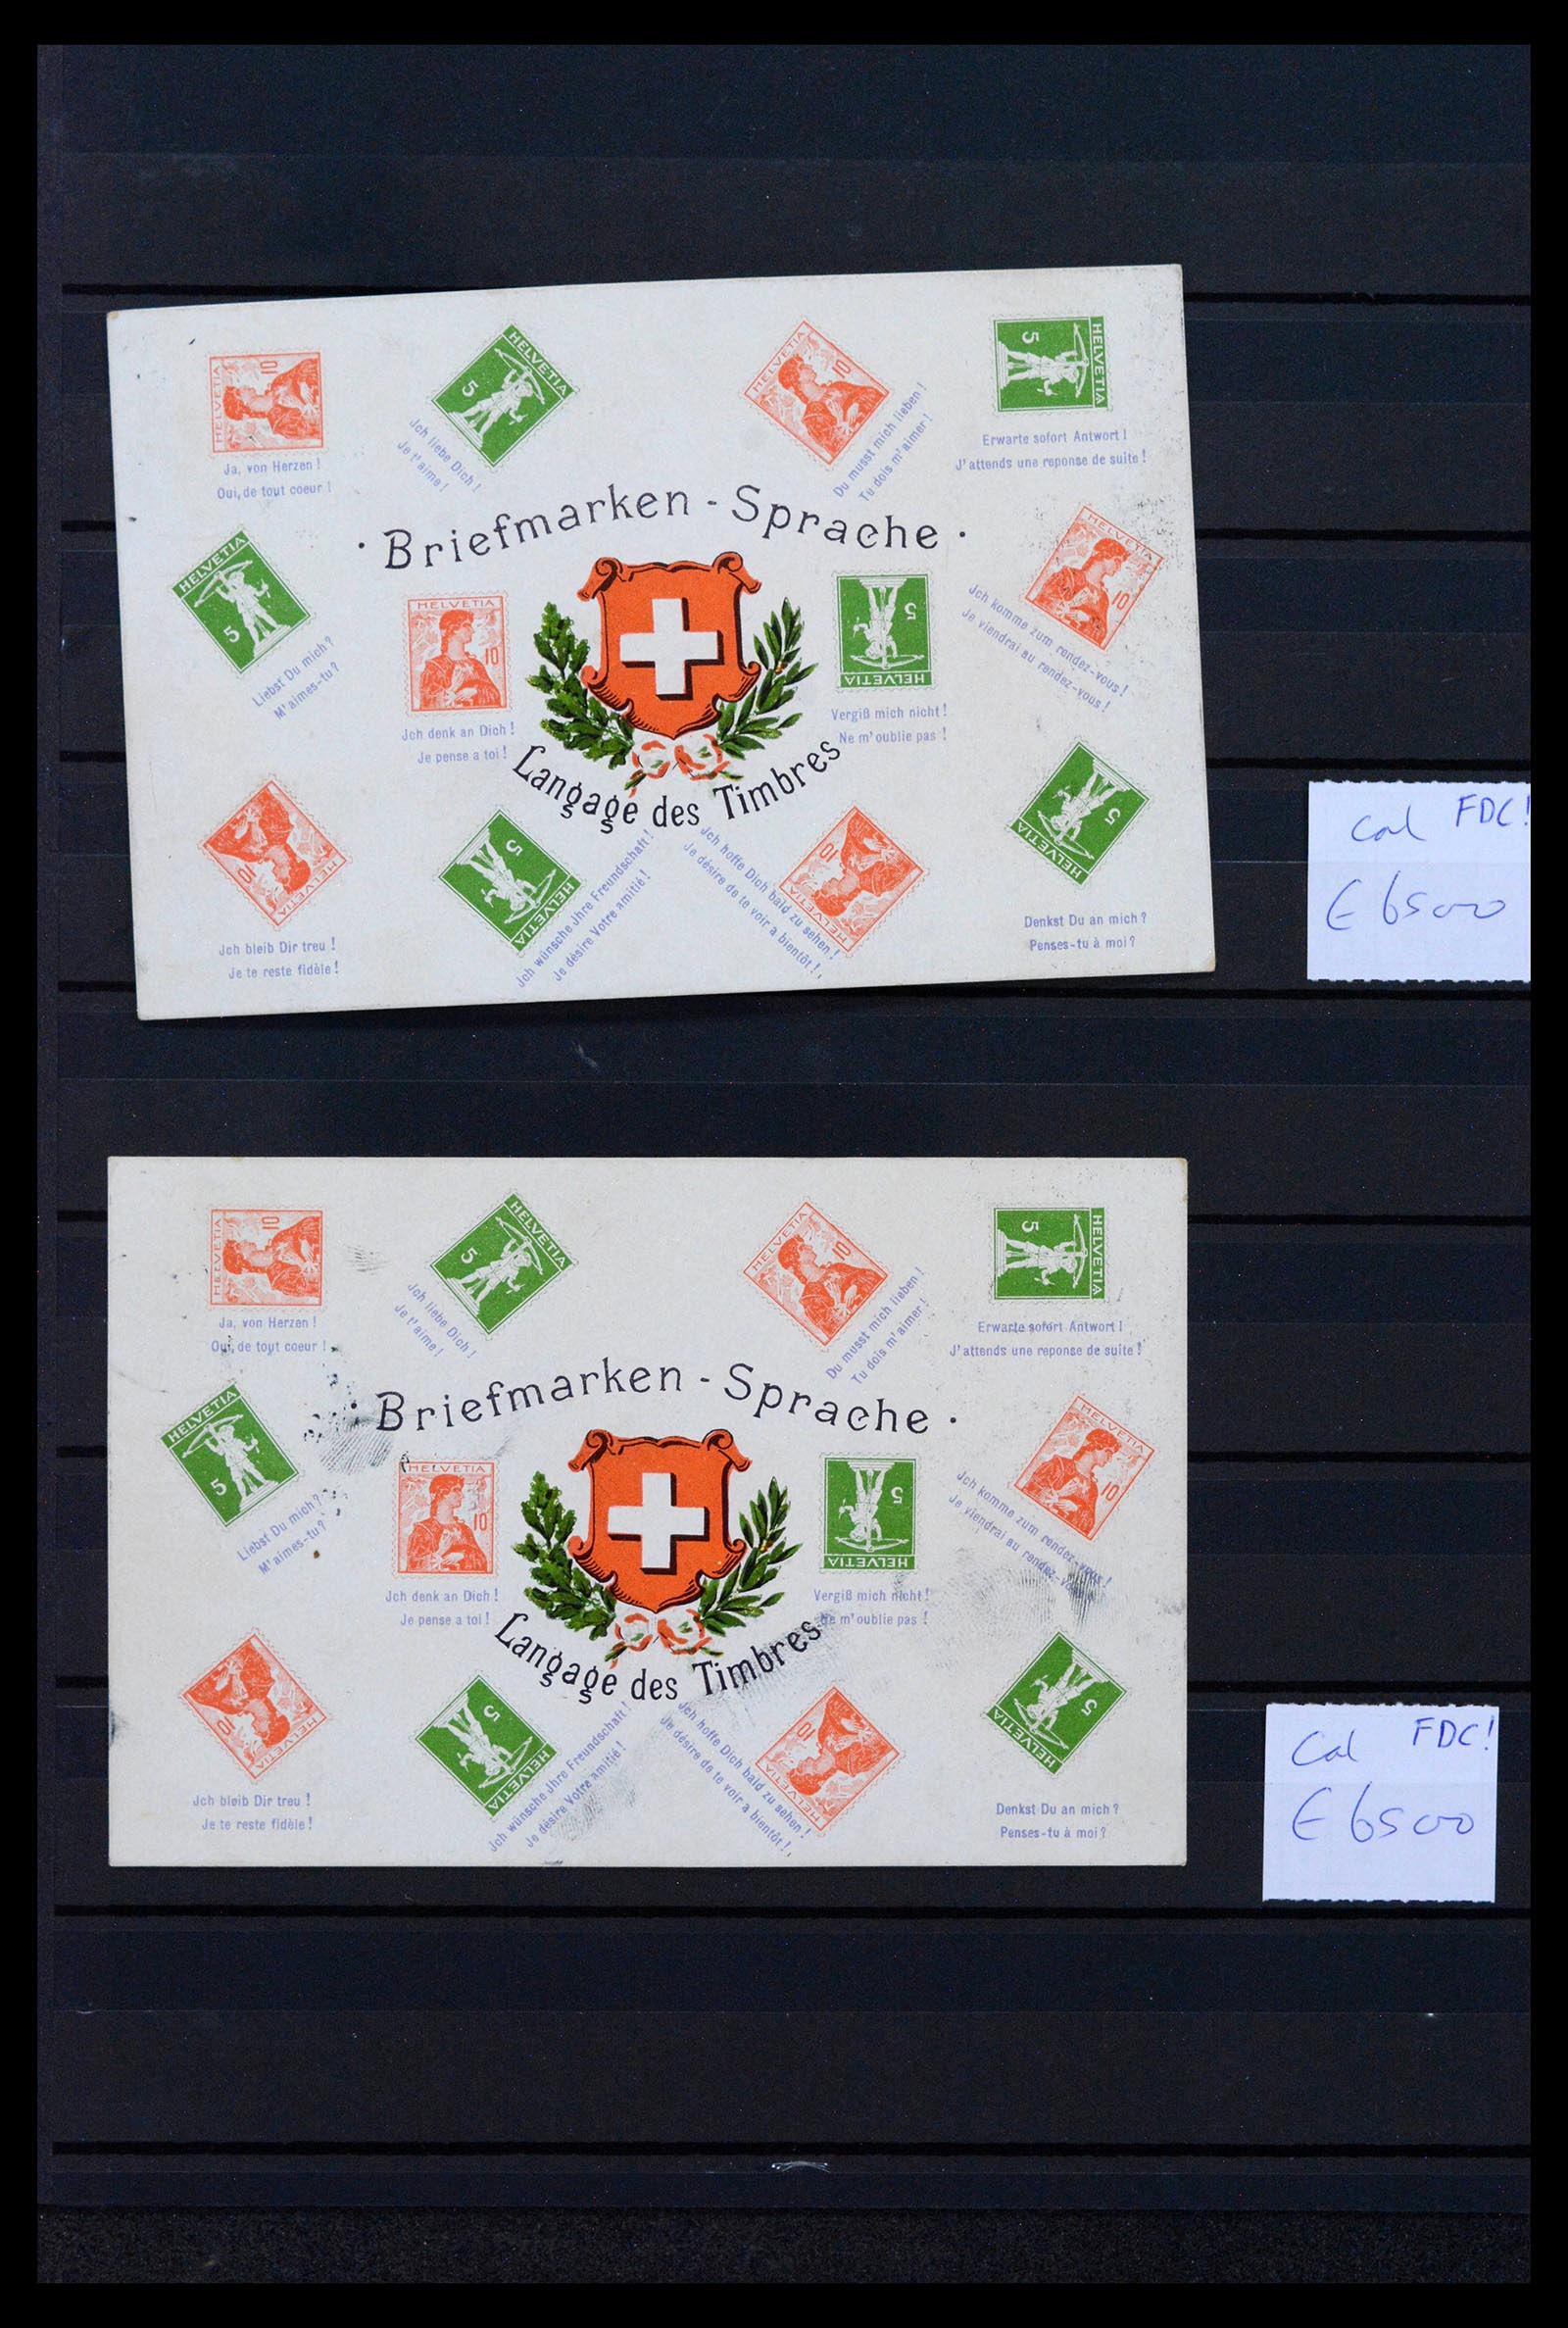 HELVETIA
10
Ja, von Herzen!
Oui, de tout coeur!
HELVETIA
5
Jch liebe Dich!
Je t'aime!
HELVETIA
10
Du musst mich lieben!
Tu dois m'aimer!
HELVETIA
5
Erwarte sofort Antwort!
J'attends une reponse de suite!
· Briefmarken - Sprache ·
HELVETIA
5
Liebst Du mich?
M'aimes-tu?
HELVETIA
10
Jch denk an Dich!
Je pense a toi!
5
HELVETIA
Vergiß mich nicht!
Ne m'oublie pas!
HELVETIA
10
Jch komme zum rendez-vous!
Je viendrai au rendez-vous!
Langage des Timbres
10
HELVETIA
Jch bleib Dir treu!
Je te reste fidèle!
5
HELVETIA
Jch wünsche Jhre Freundschaft!
Je désire Votre amitié!
10
HELVETIA
Jch hoffe Dich bald zu sehen!
Je désire de te voir a bientôt!
5
HELVETIA
Denkst Du an mich?
Penses-tu à moi?
Cal FDC!
€ 6500
HELVETIA
10
Ja, von Herzen!
Oui, de tout coeur!
HELVETIA
5
Jch liebe Dich!
Je t'aime!
HELVETIA
10
Du musst mich lieben!
Tu dois m'aimer!
HELVETIA
5
Erwarte sofort Antwort!
J'attends une reponse de suite!
· Briefmarken - Sprache ·
HELVETIA
5
Liebst Du mich?
M'aimes-tu?
HELVETIA
10
Jch denk an Dich!
Je pense a toi!
5
HELVETIA
Vergiß mich nicht!
Ne m'oublie pas!
HELVETIA
10
Jch komme zum rendez-vous!
Je viendrai au rendez-vous!
Langage des Timbres
10
HELVETIA
Jch bleib Dir treu!
Je te reste fidèle!
5
HELVETIA
Jch wünsche Jhre Freundschaft!
Je désire Votre amitié!
10
HELVETIA
Jch hoffe Dich bald zu sehen!
Je désire de te voir a bientôt!
5
HELVETIA
Denkst Du an mich?
Penses-tu à moi?
Cal FDC!
€ 6500